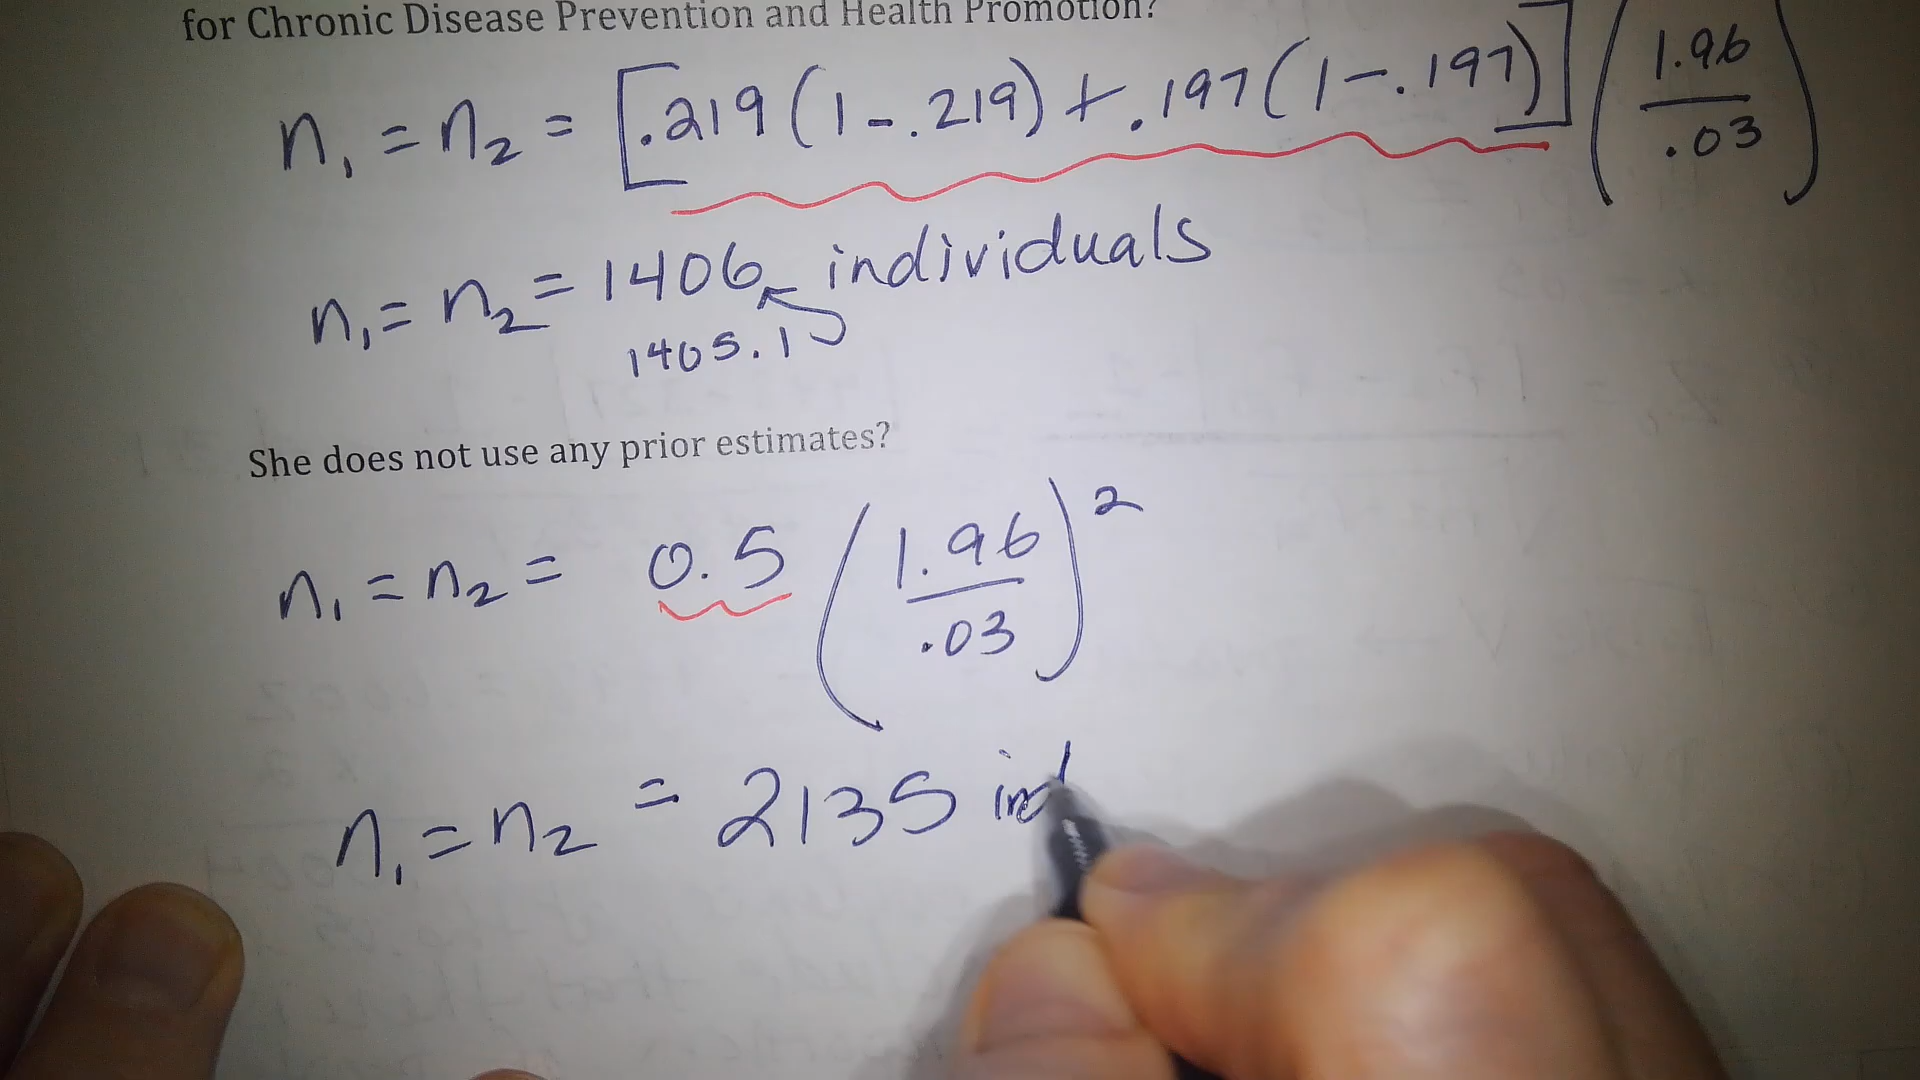 for Chronic Disease Prevention and Health Promotion?
n₁ = n₂ = [.219(1-.219) + .197(1-.197)] (1.96/.03)
n₁ = n₂ = 1406 individuals
1405.1
She does not use any prior estimates?
n₁ = n₂ = 0.5 (1.96/.03)²
n₁ = n₂ = 2135 ind